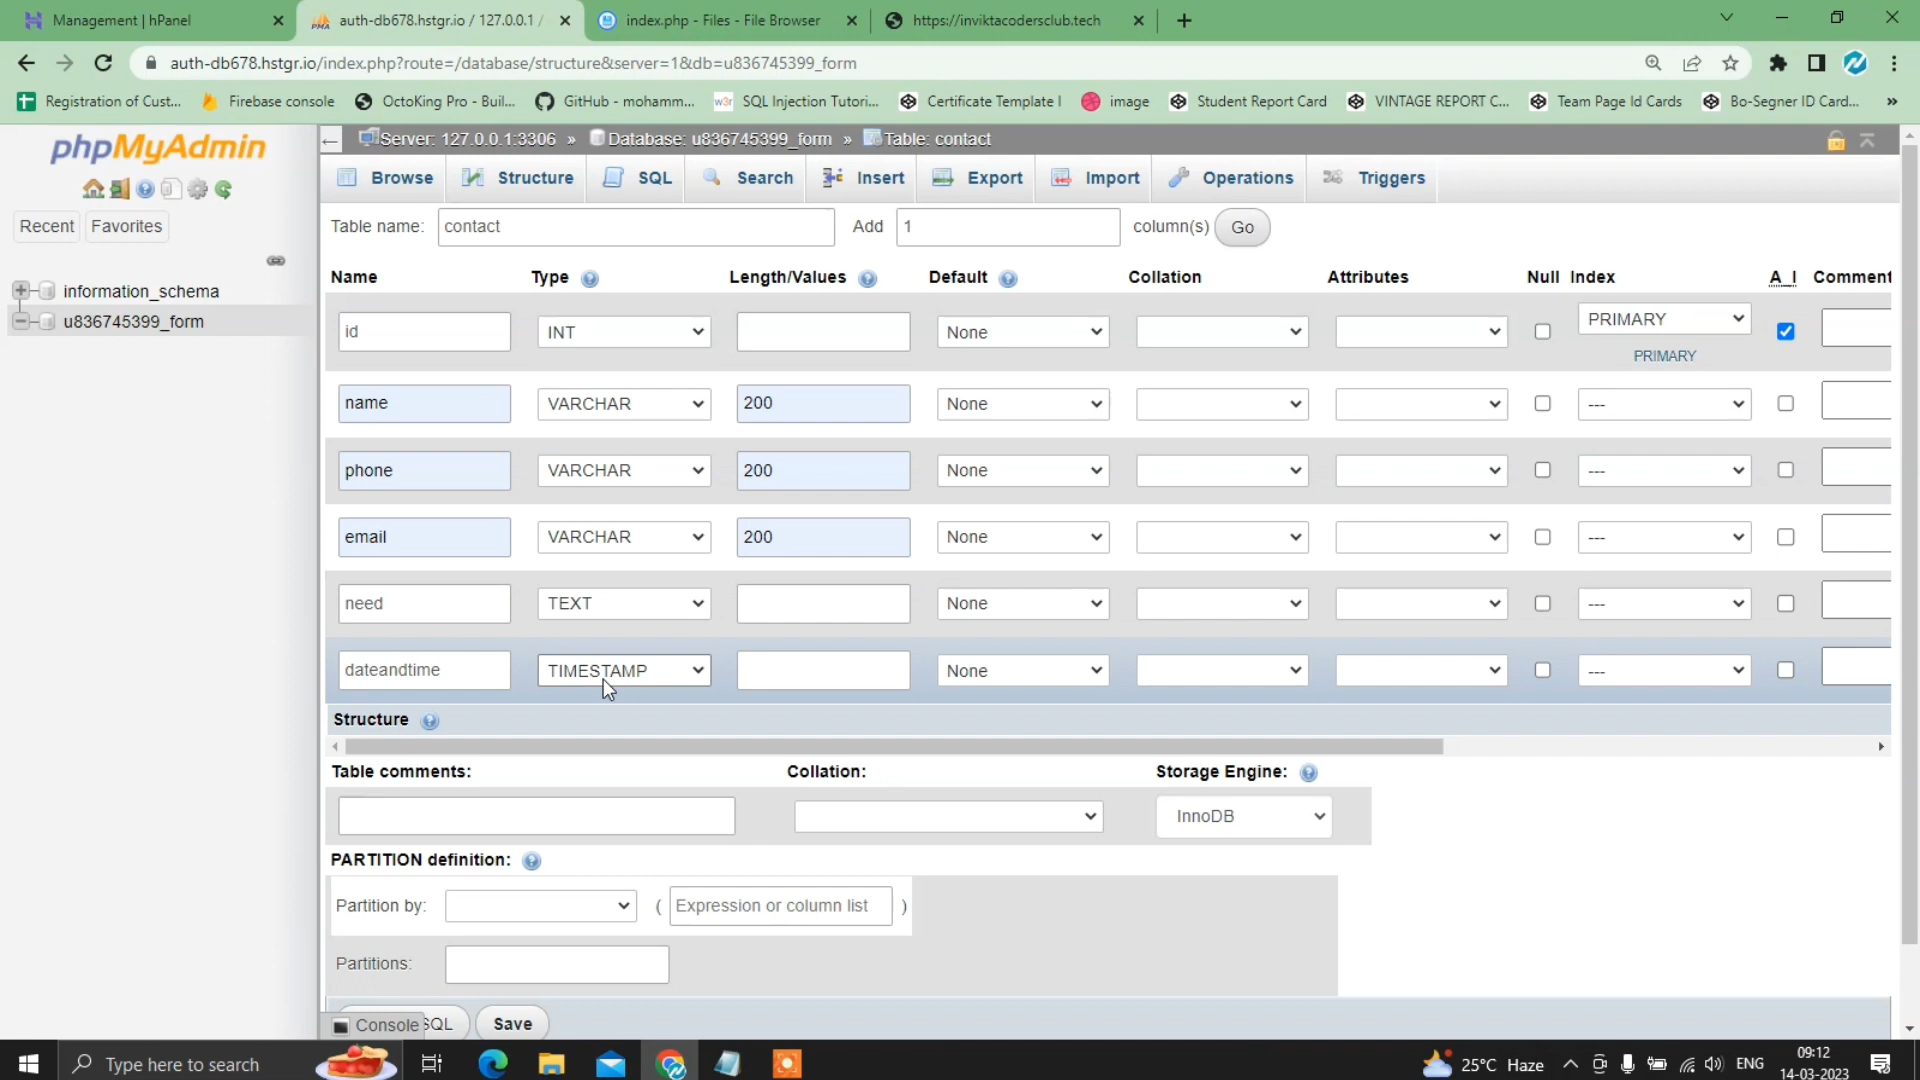 Management | hPanel
auth-db678.hstgr.io / 127.0.0.1 /
index.php - Files - File Browser
https://inviktacodersclub.tech
auth-db678.hstgr.io/index.php?route=/database/structure&server=1&db=u836745399_form
Registration of Cust...
Firebase console
OctoKing Pro - Buil...
GitHub - mohamm...
SQL Injection Tutori...
Certificate Template I
image
Student Report Card
VINTAGE REPORT C...
Team Page Id Cards
Bo-Segner ID Card...
»
phpMyAdmin
Recent
Favorites
information_schema
u836745399_form
Server: 127.0.0.1:3306 » Database: u836745399_form » Table: contact
Browse
Structure
SQL
Search
Insert
Export
Import
Operations
Triggers
Table name: contact Add 1 column(s) Go
Name Type Length/Values Default Collation Attributes Null Index A_I Comment
id INT None PRIMARY
PRIMARY
name VARCHAR 200 None ---
phone VARCHAR 200 None ---
email VARCHAR 200 None ---
need TEXT None ---
dateandtime TIMESTAMP None ---
Structure
Table comments: Collation: Storage Engine:
InnoDB
PARTITION definition:
Partition by: ( Expression or column list )
Partitions:
Console SQL Save
Type here to search
25°C Haze
ENG
09:12
14-03-2023